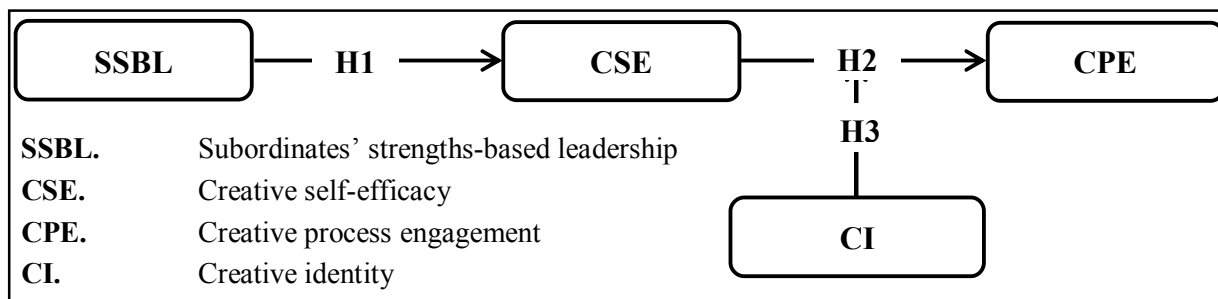 SSBL H1 CSE H2 CPE
H3
CI
SSBL. Subordinates’ strengths-based leadership
CSE. Creative self-efficacy
CPE. Creative process engagement
CI. Creative identity